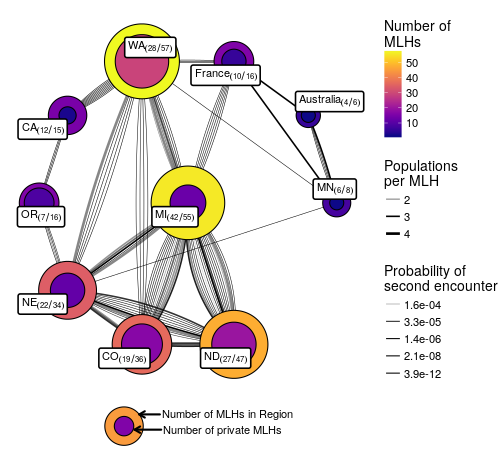 WA(28/57)
France(10/16)
Australia(4/6)
CA(12/15)
MN(6/8)
OR(7/16)
MI(42/55)
NE(22/34)
CO(19/36)
ND(27/47)
Number of MLHs in Region
Number of private MLHs
Number of
MLHs
50
40
30
20
10
Populations
per MLH
2
3
4
Probability of
second encounter
1.6e-04
3.3e-05
1.4e-06
2.1e-08
3.9e-12